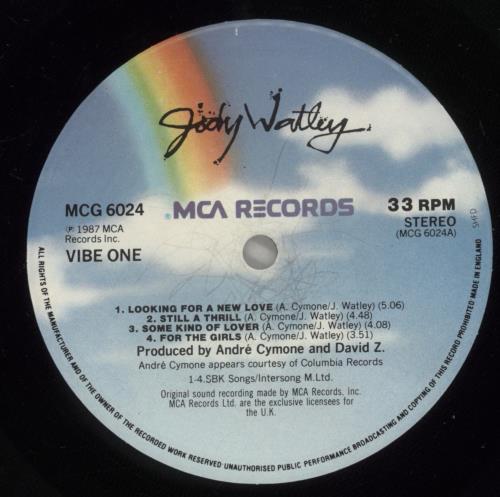 Jody Watley.
MCG 6024
MCA RECORDS
33 RPM
℗ 1987 MCA
Records Inc.
STEREO
(MCG 6024A)
VIBE ONE
1. LOOKING FOR A NEW LOVE (A. Cymone/J. Watley) (5.06)
2. STILL A THRILL (A. Cymone/J. Watley) (4.48)
3. SOME KIND OF LOVER (A. Cymone/J. Watley) (4.08)
4. FOR THE GIRLS (A. Cymone/J. Watley) (3.51)
Produced by André Cymone and David Z.
André Cymone appears courtesy of Columbia Records
1-4.SBK Songs/Intersong M.Ltd.
Original sound recording made by MCA Records. Inc.
MCA Records Ltd. are the exclusive licensees for
the U.K.
ALL RIGHTS OF THE MANUFACTURER AND OF THE OWNER OF THE RECORDED WORK RESERVED UNAUTHORISED PUBLIC PERFORMANCE BROADCASTING AND COPYING OF THIS RECORD PROHIBITED MADE IN ENGLAND